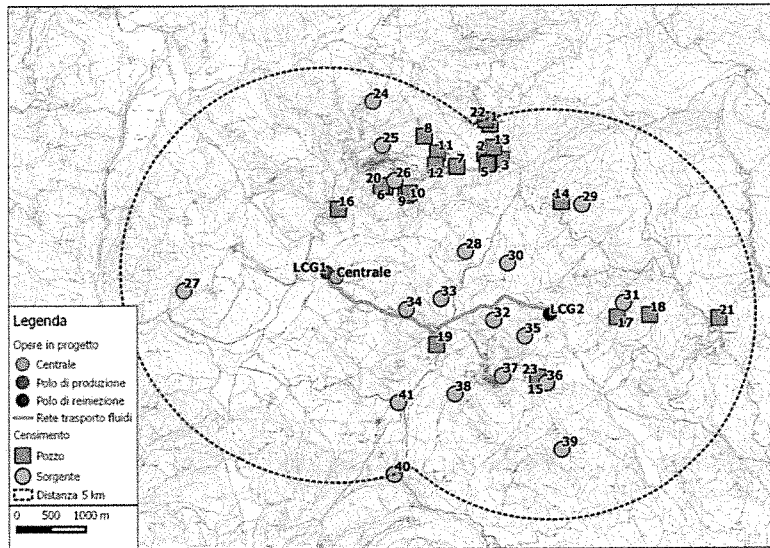 24
22
1
8
25
11
13
2
12
7
5
3
26
20
6
9
10
16
14
29
28
30
LCG1
Centrale
27
34
33
31
LCG2
18
32
17
21
35
19
37
23
36
15
38
41
39
40
Legenda
Opere in progetto
Centrale
Polo di produzione
Polo di reiniezione
Rete trasporto fluidi
Censimento
Pozzo
Sorgente
Distanza 5 km
0 500 1000 m